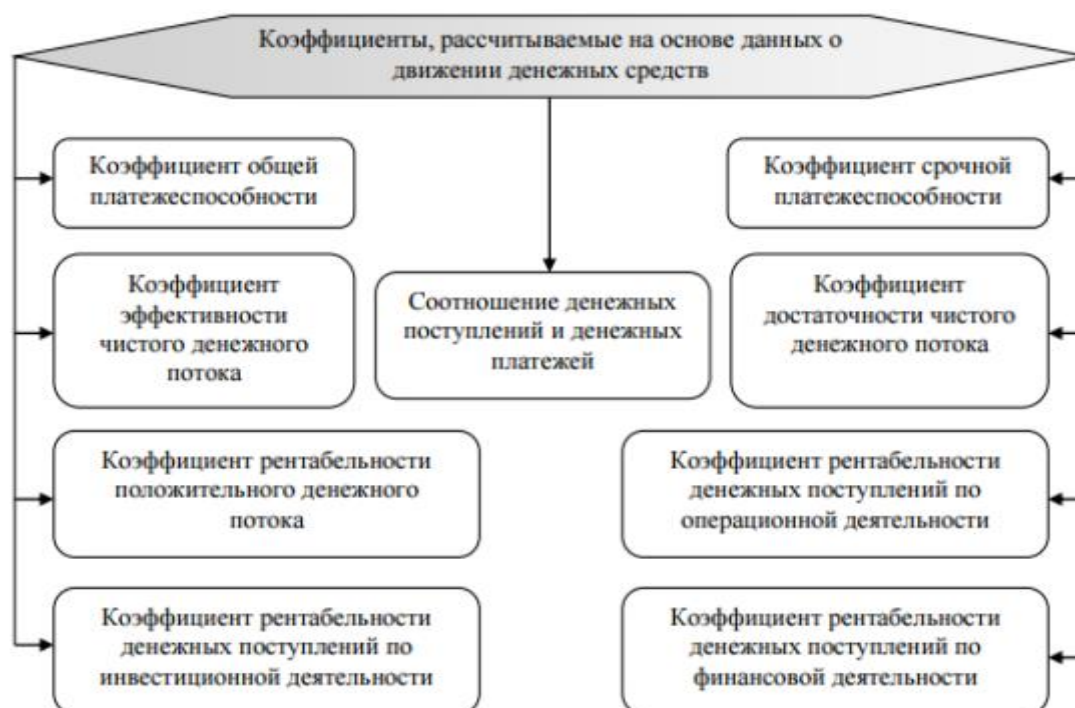 Коэффициенты, рассчитываемые на основе данных о
движении денежных средств
Коэффициент общей
платежеспособности
Коэффициент срочной
платежеспособности
Коэффициент
эффективности
чистого денежного
потока
Соотношение денежных
поступлений и денежных
платежей
Коэффициент
достаточности чистого
денежного потока
Коэффициент рентабельности
положительного денежного
потока
Коэффициент рентабельности
денежных поступлений по
операционной деятельности
Коэффициент рентабельности
денежных поступлений по
инвестиционной деятельности
Коэффициент рентабельности
денежных поступлений по
финансовой деятельности